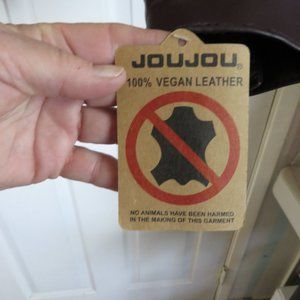 JOUJOU®
100% VEGAN LEATHER
NO ANIMALS HAVE BEEN HARMED
IN THE MAKING OF THIS GARMENT